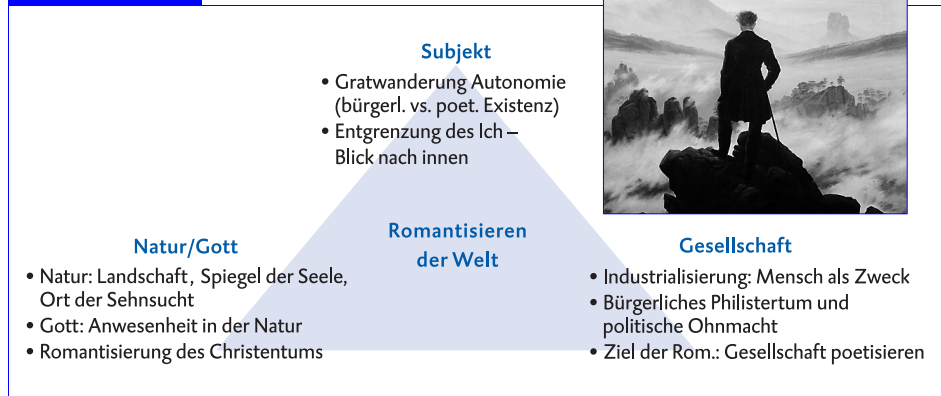 Subjekt
• Gratwanderung Autonomie
(bürgerl. vs. poet. Existenz)
• Entgrenzung des Ich –
Blick nach innen
Romantisieren
der Welt
Natur/Gott
• Natur: Landschaft, Spiegel der Seele,
Ort der Sehnsucht
• Gott: Anwesenheit in der Natur
• Romantisierung des Christentums
Gesellschaft
• Industrialisierung: Mensch als Zweck
• Bürgerliches Philistertum und
politische Ohnmacht
• Ziel der Rom.: Gesellschaft poetisieren